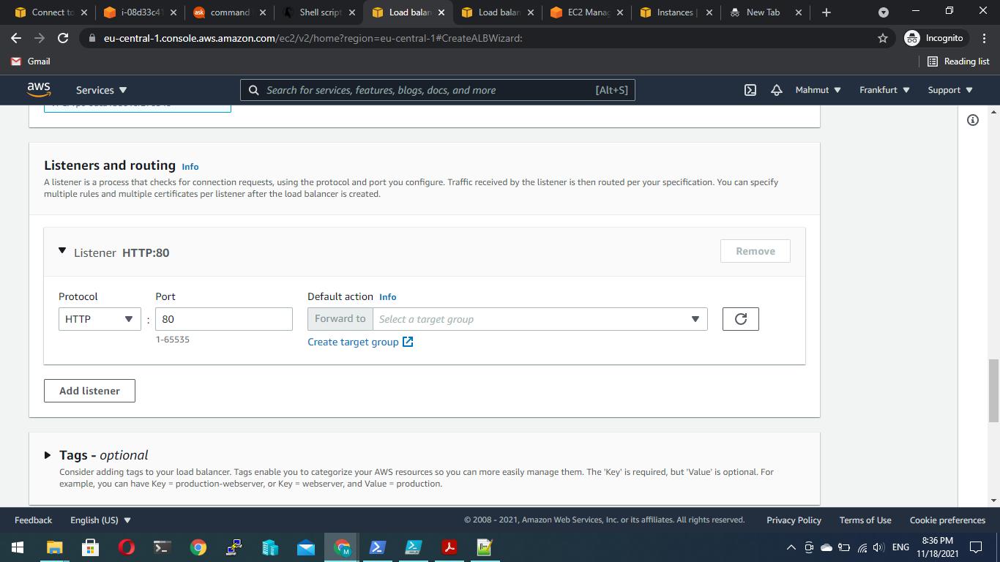 Connect to
i-08d33c41
ask command
Shell script
Load balan
Load balan
EC2 Manag
Instances |
New Tab
eu-central-1.console.aws.amazon.com/ec2/v2/home?region=eu-central-1#CreateALBWizard:
Incognito
Gmail
Reading list
aws
Services
Search for services, features, blogs, docs, and more [Alt+S]
Mahmut
Frankfurt
Support
Listeners and routing Info
A listener is a process that checks for connection requests, using the protocol and port you configure. Traffic received by the listener is then routed per your specification. You can specify
multiple rules and multiple certificates per listener after the load balancer is created.
Listener HTTP:80
Remove
Protocol
Port
Default action Info
HTTP
:
80
Forward to
Select a target group
1-65535
Create target group
Add listener
Tags - optional
Consider adding tags to your load balancer. Tags enable you to categorize your AWS resources so you can more easily manage them. The 'Key' is required, but 'Value' is optional. For
example, you can have Key = production-webserver, or Key = webserver, and Value = production.
Feedback
English (US)
© 2008 - 2021, Amazon Web Services, Inc. or its affiliates. All rights reserved.
Privacy Policy
Terms of Use
Cookie preferences
M
ENG
8:36 PM
11/18/2021